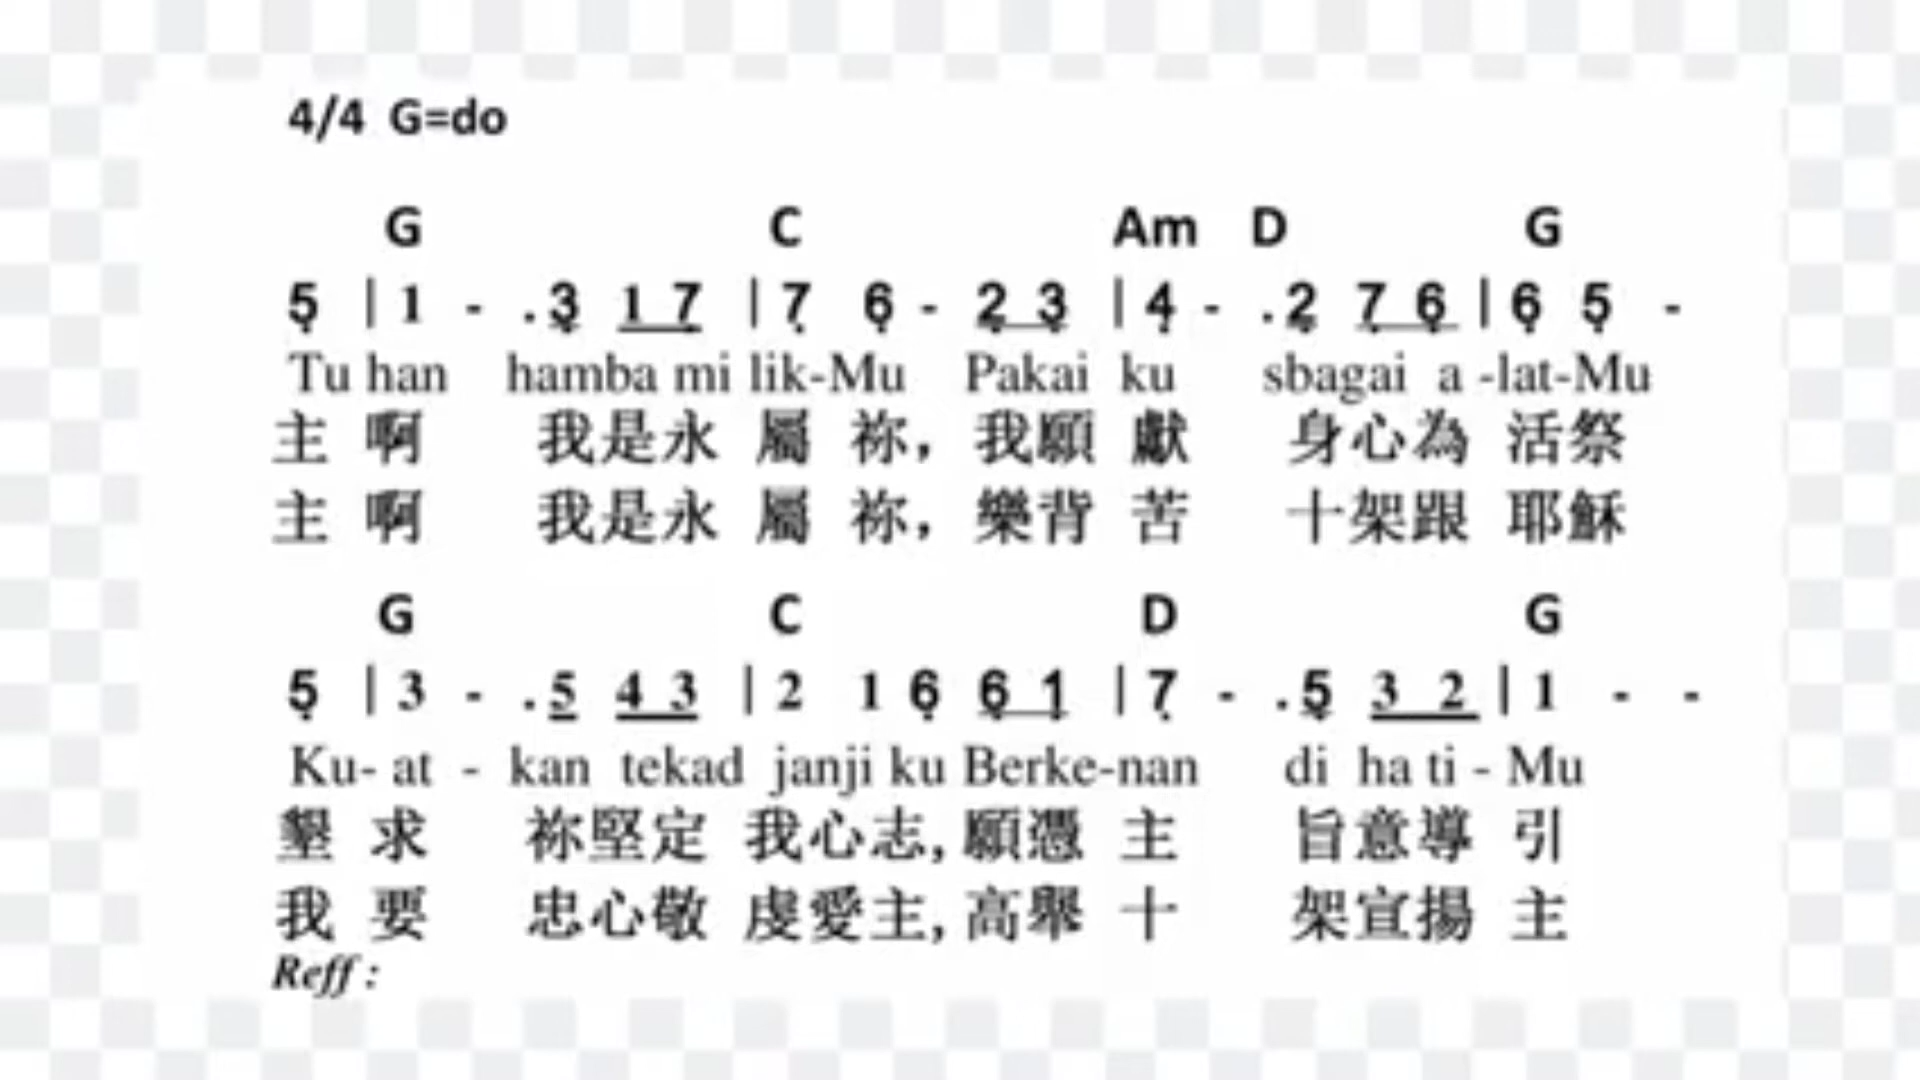 4/4 G=do
G C Am D G
5̣ | 1 - .3̣ 1 7̣ | 7̣ 6̣ - 2̣ 3̣ | 4̣ - .2̣ 7̣ 6̣ | 6̣ 5̣ -
Tu han hamba mi lik-Mu Pakai ku sbagai a -lat-Mu
主 啊 我是永 屬 祢， 我願 獻 身心為 活祭
主 啊 我是永 屬 祢， 樂背 苦 十架跟 耶穌
G C D G
5̣ | 3 - .5 4 3 | 2 1 6̣ 6̣ 1 | 7̣ - .5̣ 3 2 | 1 - -
Ku- at - kan tekad janji ku Berke-nan di ha ti - Mu
墾 求 祢堅定 我心志, 願憑 主 旨意導 引
我 要 忠心敬 虔愛主, 高舉 十 架宣揚 主
Reff :